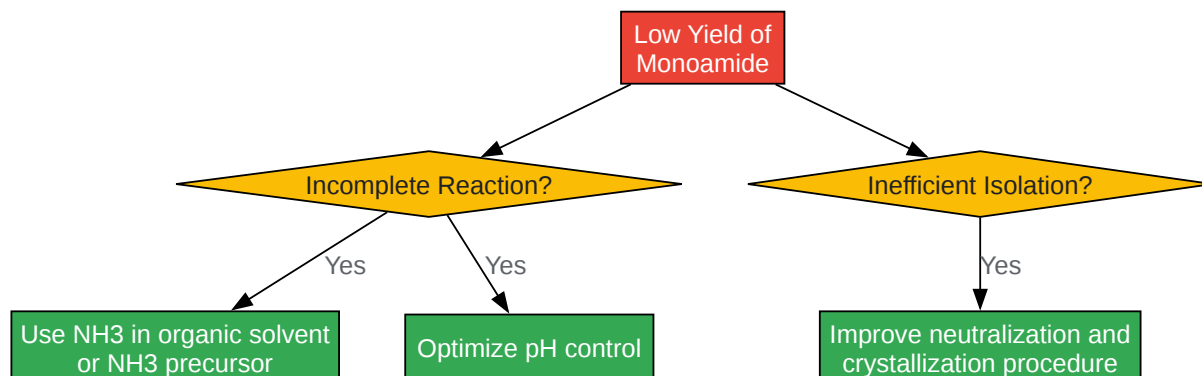 Low Yield of
Monoamide
Incomplete Reaction?
Inefficient Isolation?
Yes
Yes
Yes
Use NH3 in organic solvent
or NH3 precursor
Optimize pH control
Improve neutralization and
crystallization procedure